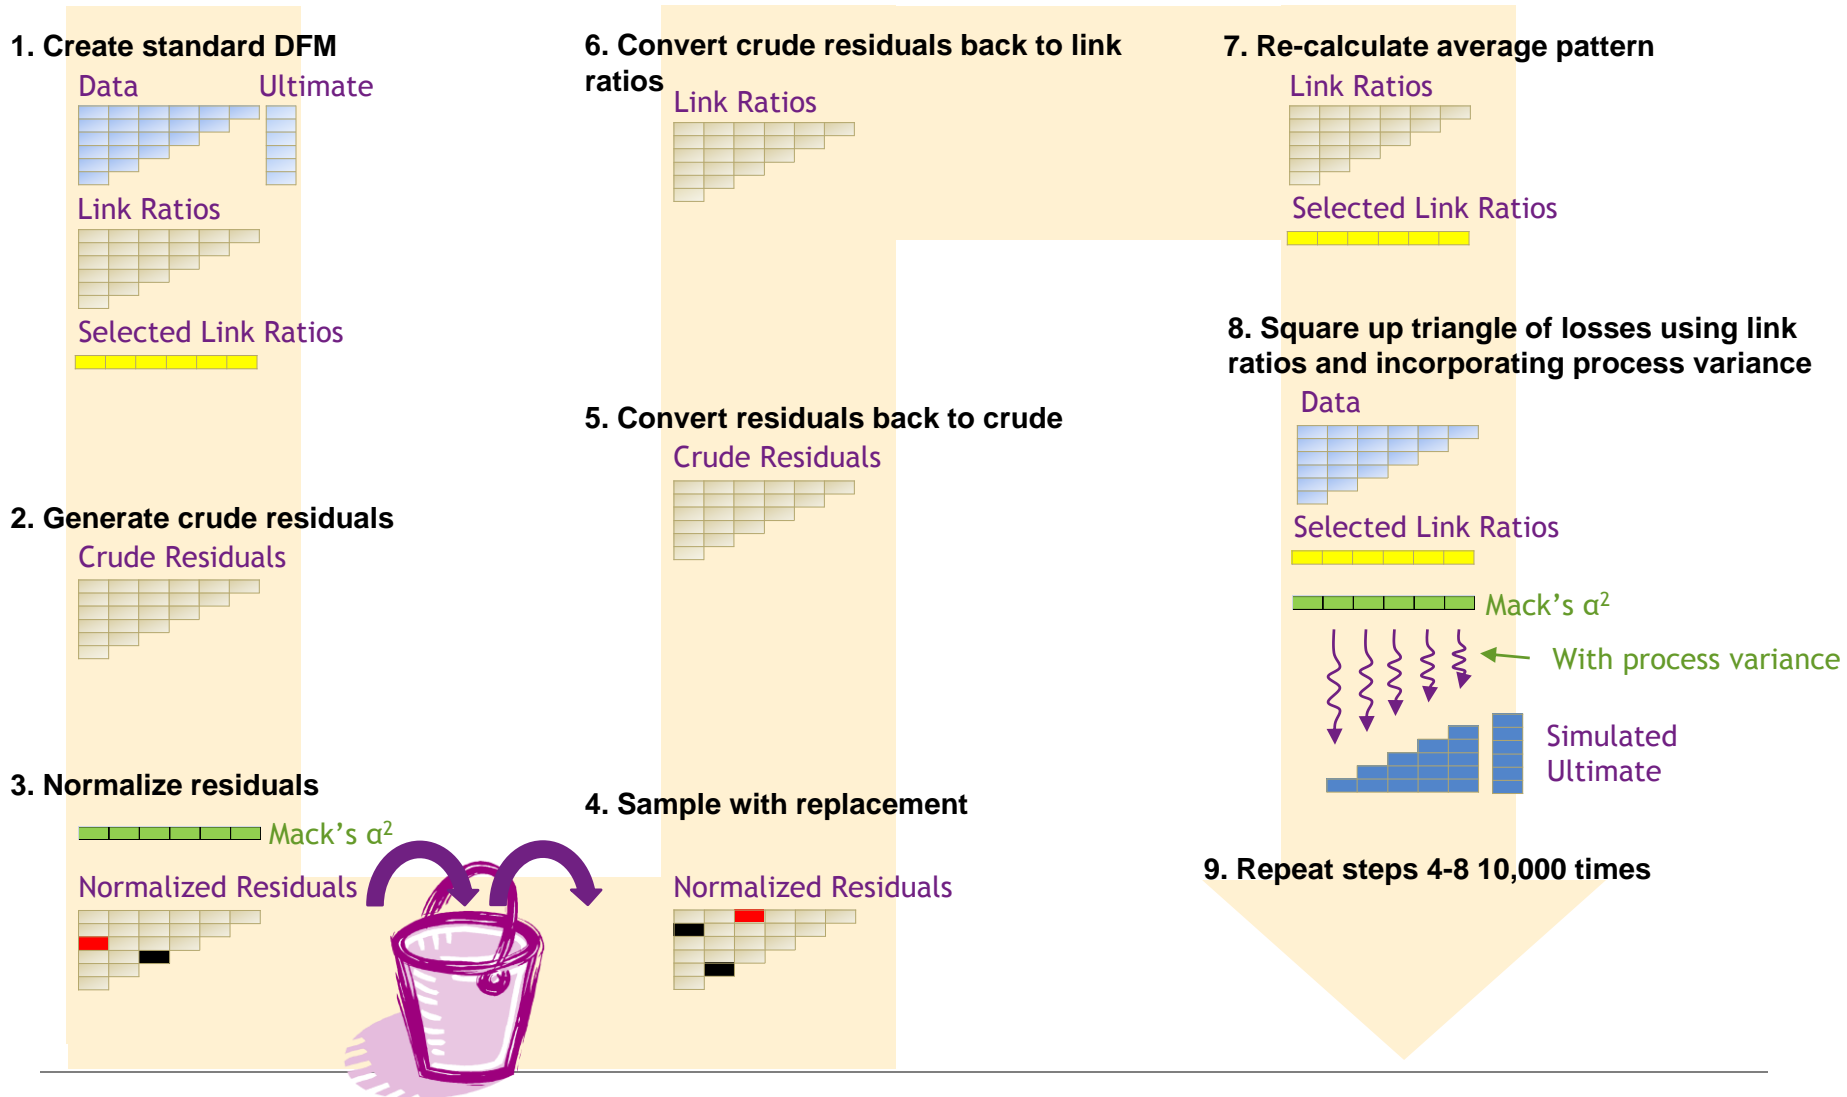 1. Create standard DFM
Data Ultimate
Link Ratios
Selected Link Ratios
2. Generate crude residuals
Crude Residuals
3. Normalize residuals
Mack's α²
Normalized Residuals
4. Sample with replacement
Normalized Residuals
5. Convert residuals back to crude
Crude Residuals
6. Convert crude residuals back to link
ratios
Link Ratios
7. Re-calculate average pattern
Link Ratios
Selected Link Ratios
8. Square up triangle of losses using link
ratios and incorporating process variance
Data
Selected Link Ratios
Mack's α²
With process variance
Simulated
Ultimate
9. Repeat steps 4-8 10,000 times